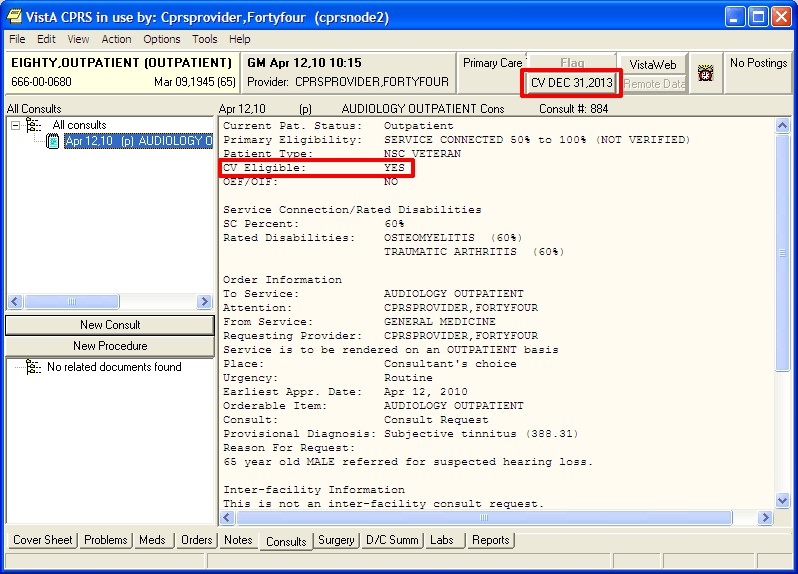 VistA CPRS in use by: Cprsprovider,Fortyfour (cprsnode2)
File Edit View Action Options Tools Help
EIGHTY,OUTPATIENT (OUTPATIENT)
666-00-0680 Mar 09,1945 (65)
GM Apr 12,10 10:15
Provider: CPRSPROVIDER,FORTYFOUR
Primary Care
Flag
CV DEC 31,2013
VistaWeb
Remote Data
No Postings
All Consults
All consults
Apr 12,10 (p) AUDIOLOGY O
New Consult
New Procedure
No related documents found
Apr 12,10 (p) AUDIOLOGY OUTPATIENT Cons Consult #: 884
Current Pat. Status: Outpatient
Primary Eligibility: SERVICE CONNECTED 50% to 100% (NOT VERIFIED)
Patient Type: NSC VETERAN
CV Eligible: YES
OEF/OIF: NO
Service Connection/Rated Disabilities
SC Percent: 60%
Rated Disabilities: OSTEOMYELITIS (60%)
TRAUMATIC ARTHRITIS (60%)
Order Information
To Service: AUDIOLOGY OUTPATIENT
Attention: CPRSPROVIDER,FORTYFOUR
From Service: GENERAL MEDICINE
Requesting Provider: CPRSPROVIDER,FORTYFOUR
Service is to be rendered on an OUTPATIENT basis
Place: Consultant's choice
Urgency: Routine
Earliest Appr. Date: Apr 12, 2010
Orderable Item: AUDIOLOGY OUTPATIENT
Consult: Consult Request
Provisional Diagnosis: Subjective tinnitus (388.31)
Reason For Request:
65 year old MALE referred for suspected hearing loss.
Inter-facility Information
This is not an inter-facility consult request.
Cover Sheet Problems Meds Orders Notes Consults Surgery D/C Summ Labs Reports